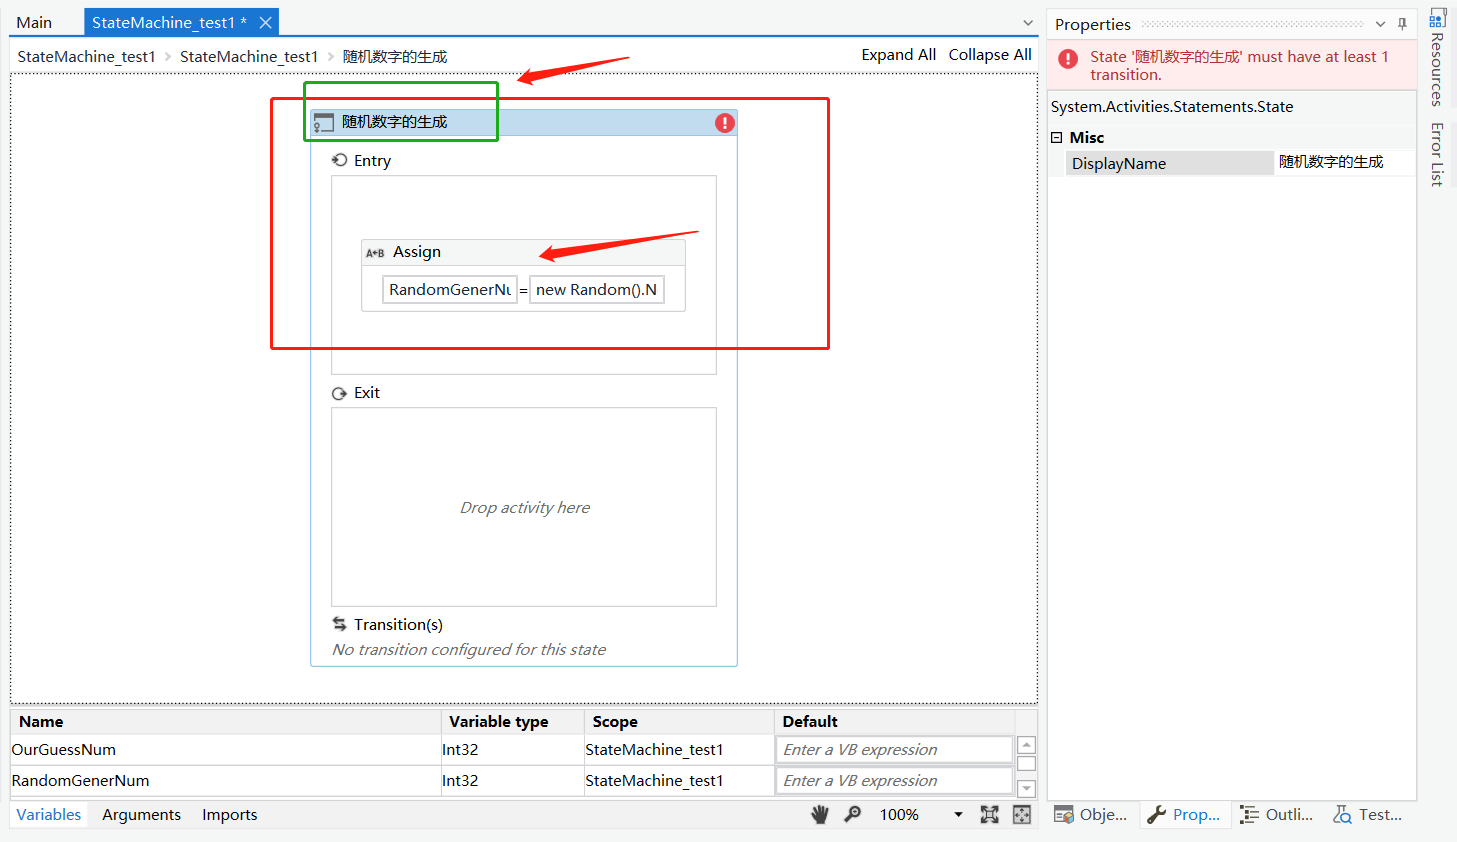 Main
StateMachine_test1 *
StateMachine_test1 > StateMachine_test1 > 随机数字的生成
Expand All Collapse All
随机数字的生成
Entry
A←B Assign
RandomGenerNu = new Random().N
Exit
Drop activity here
Transition(s)
No transition configured for this state
Name Variable type Scope Default
OurGuessNum Int32 StateMachine_test1 Enter a VB expression
RandomGenerNum Int32 StateMachine_test1 Enter a VB expression
Variables Arguments Imports 100%
Properties
State '随机数字的生成' must have at least 1
transition.
System.Activities.Statements.State
Misc
DisplayName 随机数字的生成
Obje... Prop... Outli... Test...
Resources
Error List